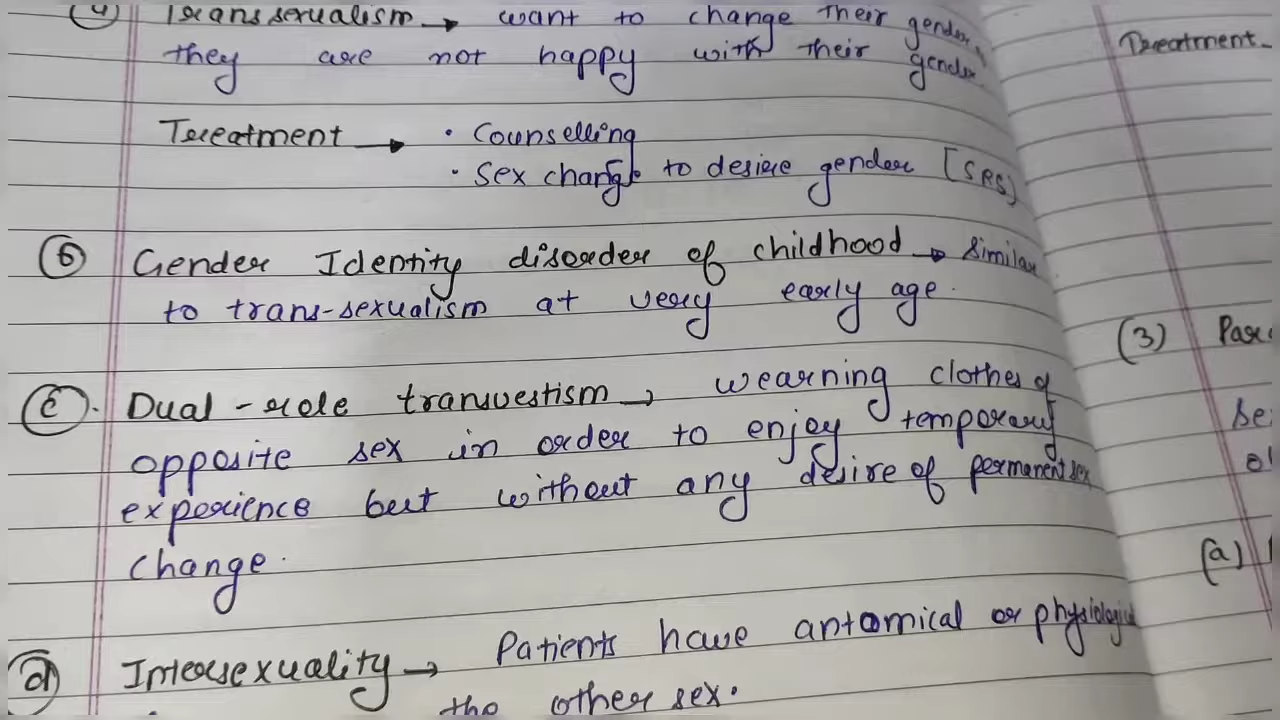 (a) Transsexualism → want to change their gender,
they are not happy with their gender
Treatment → • Counselling
• Sex change to desire gender [SRS]
(b) Gender Identity disorder of childhood → Similar
to trans-sexualism at very early age.
(c). Dual-role transvestism → wearning clothes of
opposite sex in order to enjoy temporary
experience but without any desire of permanent sex
change.
(d) Intersexuality → Patients have antomical or physiological
the other sex.
Treatment
(3)
(a)